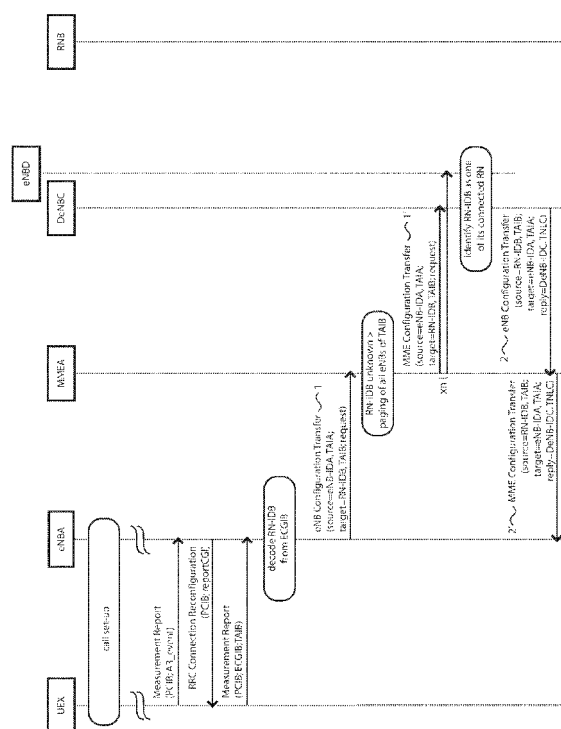 UEX
eNBA
MMEA
DeNBC
eNBD
RNB
call set-up
Measurement Report
(PCIB; A3_event)
RRC Connection Reconfiguration
(PCIB; reportCGI)
Measurement Report
(PCIB; ECGIB;TAIB)
decode RN-IDB
from ECGIB
eNB Configuration Transfer 1
(source=eNB-IDA, TAIA;
target=RN-IDB, TAIB; request)
RN-IDB unknown >
paging of all eNBs of TAIB
MME Configuration Transfer 1'
(source=eNB-IDA, TAIA;
target=RN-IDB, TAIB; request)
xn
identify RN-IDB as one
of its connected RN
2 eNB Configuration Transfer
(source=RN-IDB, TAIB;
target=eNB-IDA, TAIA;
reply=DeNB-IDC, TNLC)
2' MME Configuration Transfer
(source=RN-IDB, TAIB;
target=eNB-IDA, TAIA;
reply=DeNB-IDC, TNLC)